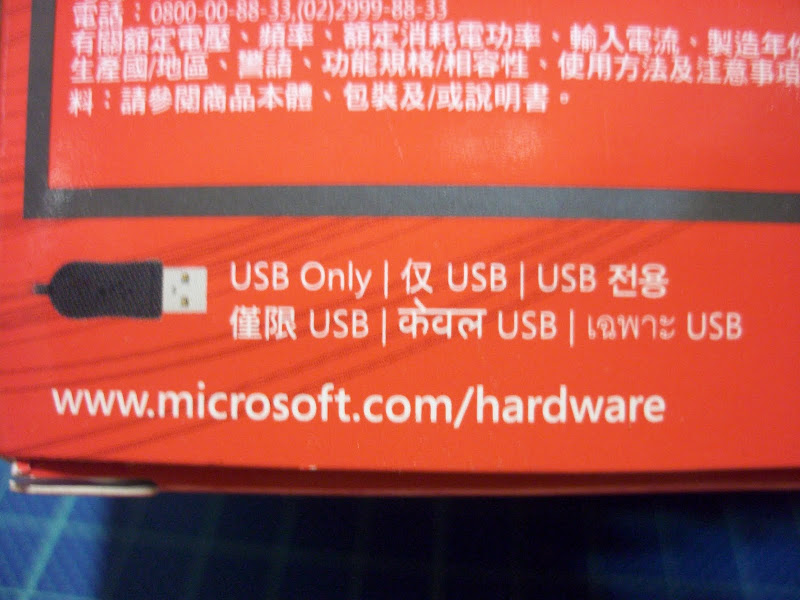 電話：0800-00-88-33,(02)2999-88-33
有關額定電壓、頻率、額定消耗電功率、輸入電流、製造年份
生產國/地區、警語、功能規格/相容性、使用方法及注意事項
料：請參閱商品本體、包裝及/或說明書。
USB Only | 仅 USB | USB 전용
僅限 USB | केवल USB | เฉพาะ USB
www.microsoft.com/hardware